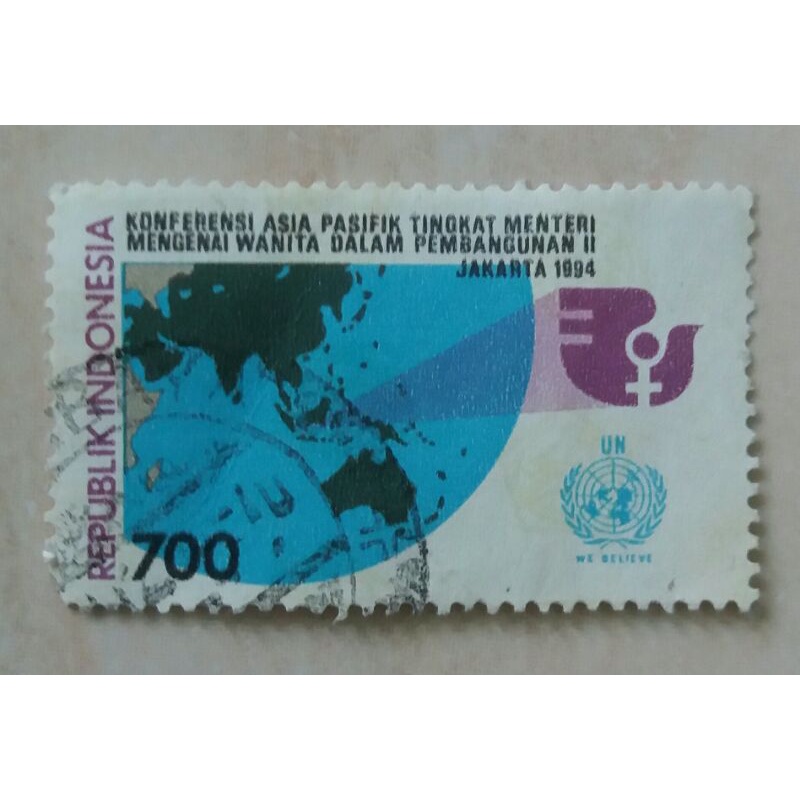 KONFERENSI ASIA PASIFIK TINGKAT MENTERI
MENGENAI WANITA DALAM PEMBANGUNAN II
JAKARTA 1994
REPUBLIK INDONESIA
UN
WE BELIEVE
700